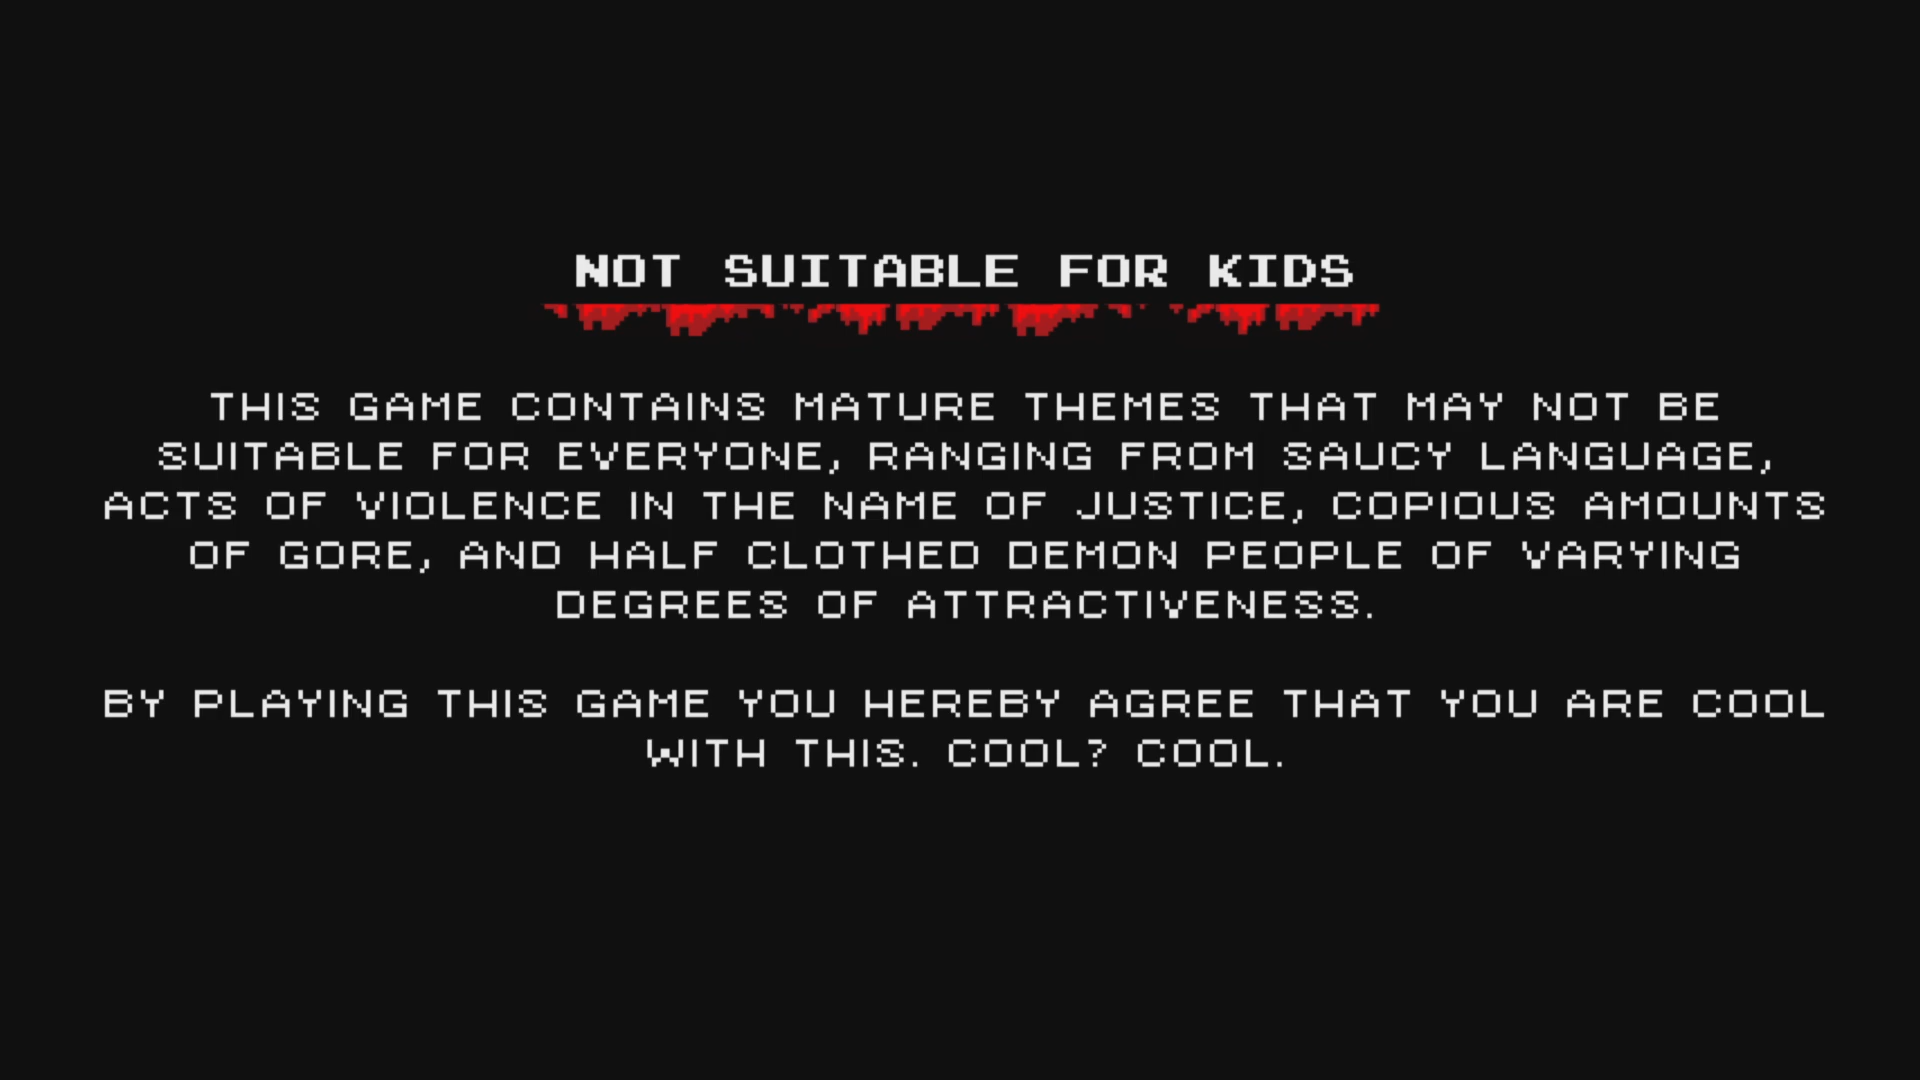 NOT SUITABLE FOR KIDS
THIS GAME CONTAINS MATURE THEMES THAT MAY NOT BE
SUITABLE FOR EVERYONE, RANGING FROM SAUCY LANGUAGE,
ACTS OF VIOLENCE IN THE NAME OF JUSTICE, COPIOUS AMOUNTS
OF GORE, AND HALF CLOTHED DEMON PEOPLE OF VARYING
DEGREES OF ATTRACTIVENESS.
BY PLAYING THIS GAME YOU HEREBY AGREE THAT YOU ARE COOL
WITH THIS. COOL? COOL.